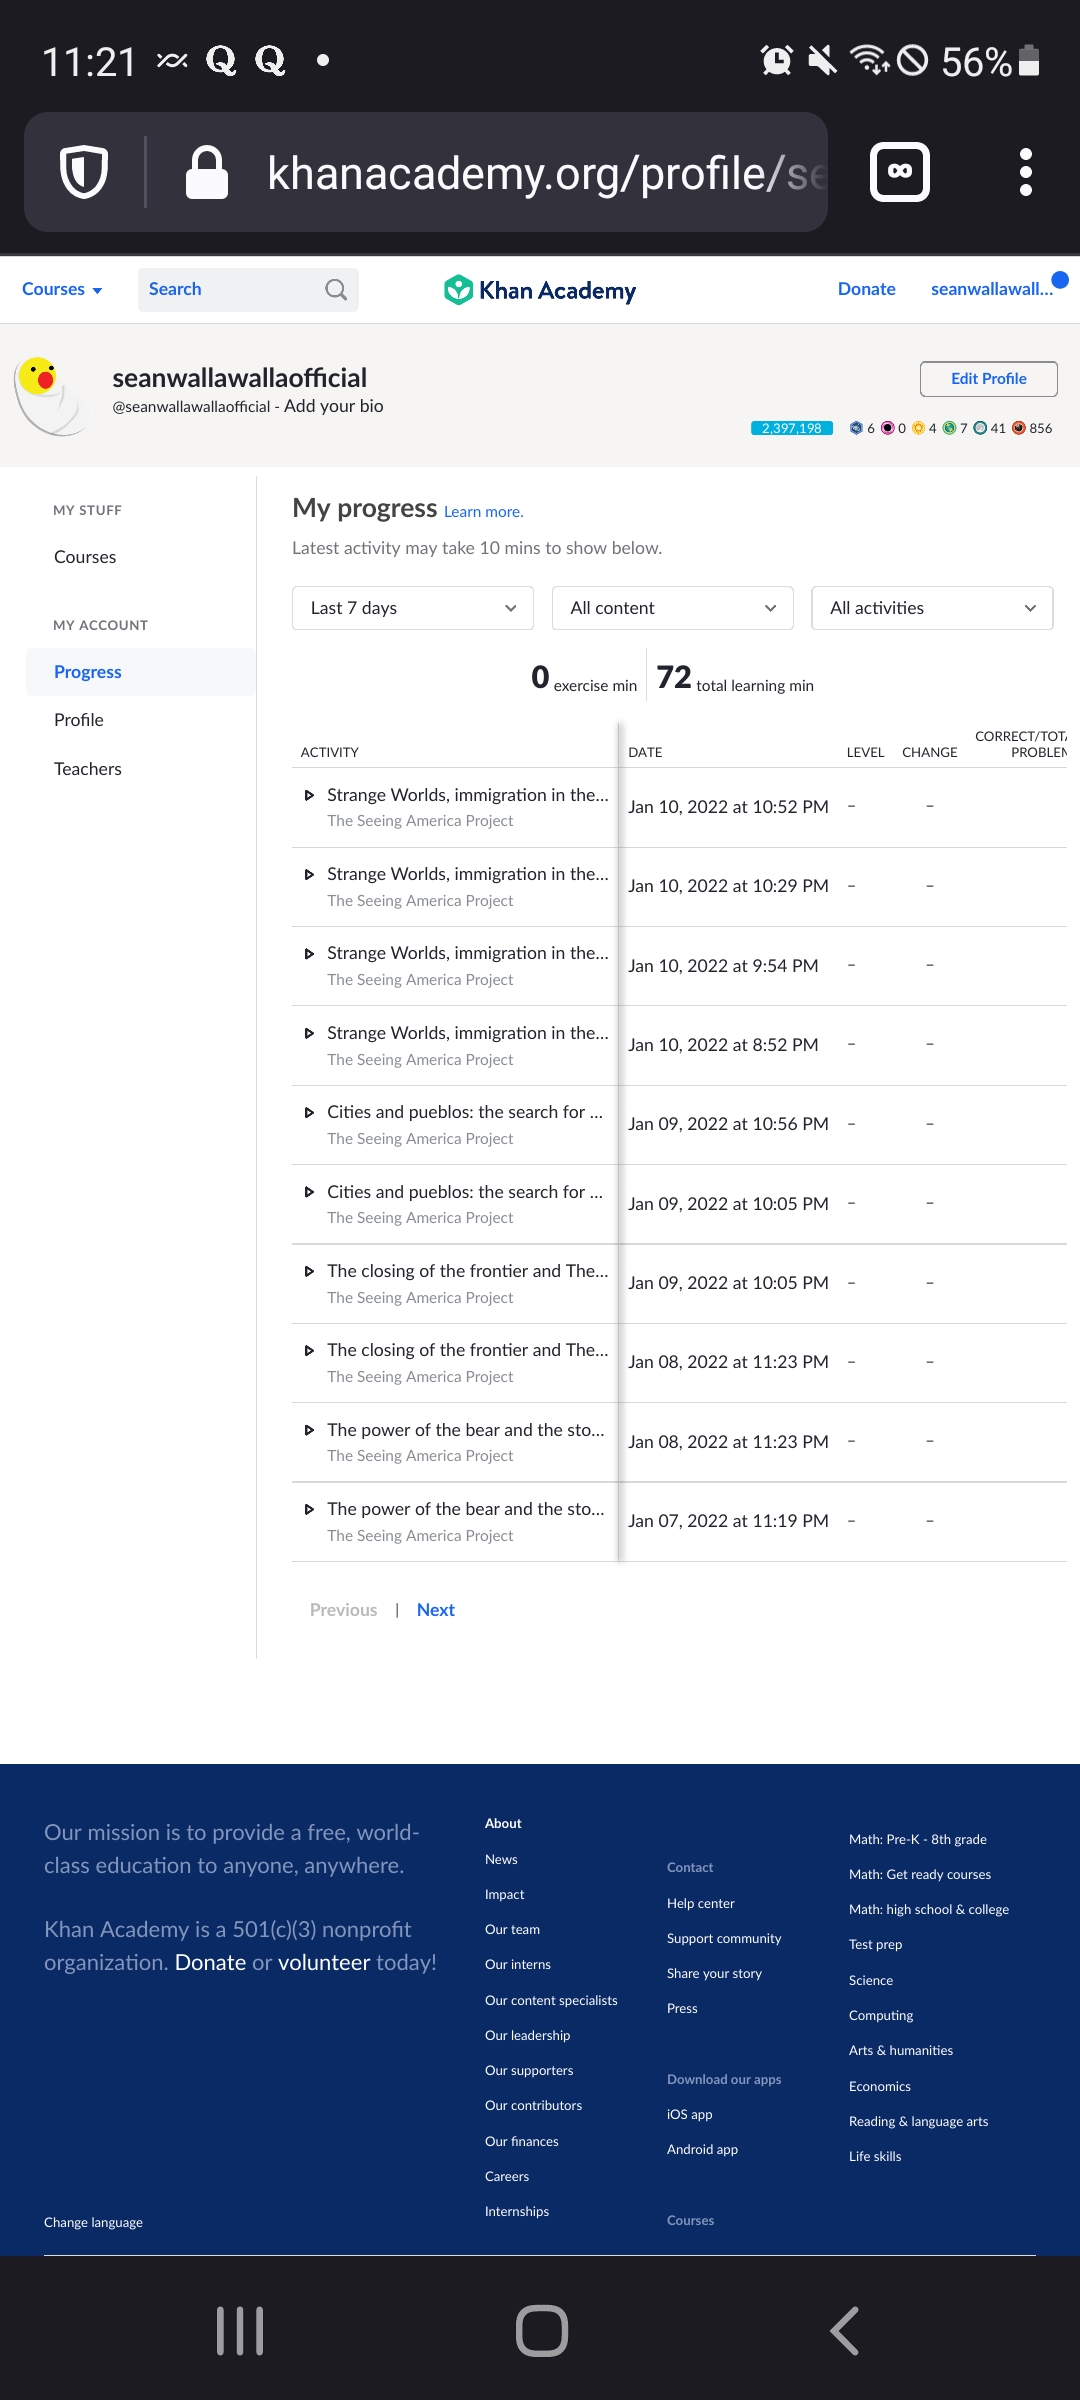 11:21 Q Q 56%
khanacademy.org/profile/se
Courses Search Khan Academy Donate seanwallawall...
seanwallawallaofficial
@seanwallawallaofficial - Add your bio
Edit Profile
2,397,198 6 0 4 7 41 856
MY STUFF
Courses
MY ACCOUNT
Progress
Profile
Teachers
My progress Learn more.
Latest activity may take 10 mins to show below.
Last 7 days All content All activities
0 exercise min 72 total learning min
CORRECT/TOTA
ACTIVITY DATE LEVEL CHANGE PROBLEM
Strange Worlds, immigration in the... Jan 10, 2022 at 10:52 PM – –
The Seeing America Project
Strange Worlds, immigration in the... Jan 10, 2022 at 10:29 PM – –
The Seeing America Project
Strange Worlds, immigration in the... Jan 10, 2022 at 9:54 PM – –
The Seeing America Project
Strange Worlds, immigration in the... Jan 10, 2022 at 8:52 PM – –
The Seeing America Project
Cities and pueblos: the search for ... Jan 09, 2022 at 10:56 PM – –
The Seeing America Project
Cities and pueblos: the search for ... Jan 09, 2022 at 10:05 PM – –
The Seeing America Project
The closing of the frontier and The... Jan 09, 2022 at 10:05 PM – –
The Seeing America Project
The closing of the frontier and The... Jan 08, 2022 at 11:23 PM – –
The Seeing America Project
The power of the bear and the sto... Jan 08, 2022 at 11:23 PM – –
The Seeing America Project
The power of the bear and the sto... Jan 07, 2022 at 11:19 PM – –
The Seeing America Project
Previous | Next
Our mission is to provide a free, world-
class education to anyone, anywhere.
Khan Academy is a 501(c)(3) nonprofit
organization. Donate or volunteer today!
Change language
About
News
Impact
Our team
Our interns
Our content specialists
Our leadership
Our supporters
Our contributors
Our finances
Careers
Internships
Contact
Help center
Support community
Share your story
Press
Download our apps
iOS app
Android app
Courses
Math: Pre-K - 8th grade
Math: Get ready courses
Math: high school & college
Test prep
Science
Computing
Arts & humanities
Economics
Reading & language arts
Life skills